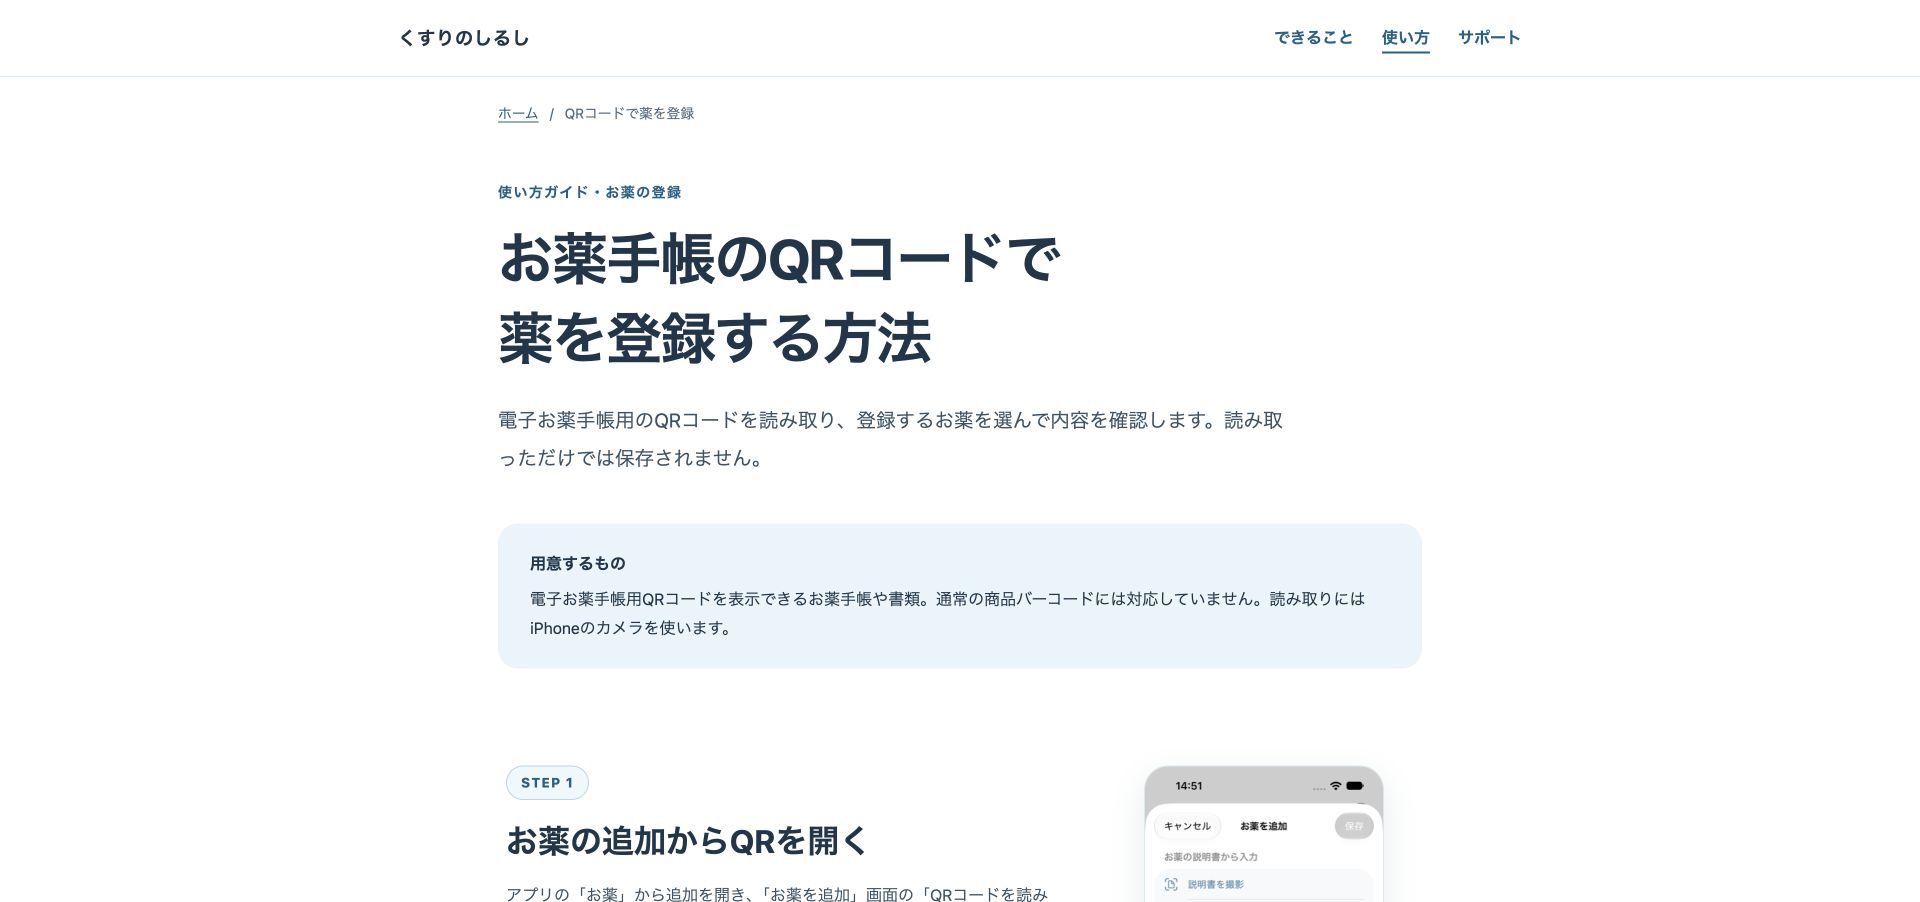 くすりのしるし
できること 使い方 サポート
ホーム / QRコードで薬を登録
使い方ガイド・お薬の登録
お薬手帳のQRコードで
薬を登録する方法
電子お薬手帳用のQRコードを読み取り、登録するお薬を選んで内容を確認します。読み取
っただけでは保存されません。
用意するもの
電子お薬手帳用QRコードを表示できるお薬手帳や書類。通常の商品バーコードには対応していません。読み取りには
iPhoneのカメラを使います。
STEP 1
お薬の追加からQRを開く
アプリの「お薬」から追加を開き、「お薬を追加」画面の「QRコードを読み
14:51
キャンセル お薬を追加 保存
お薬の説明書から入力
説明書を撮影